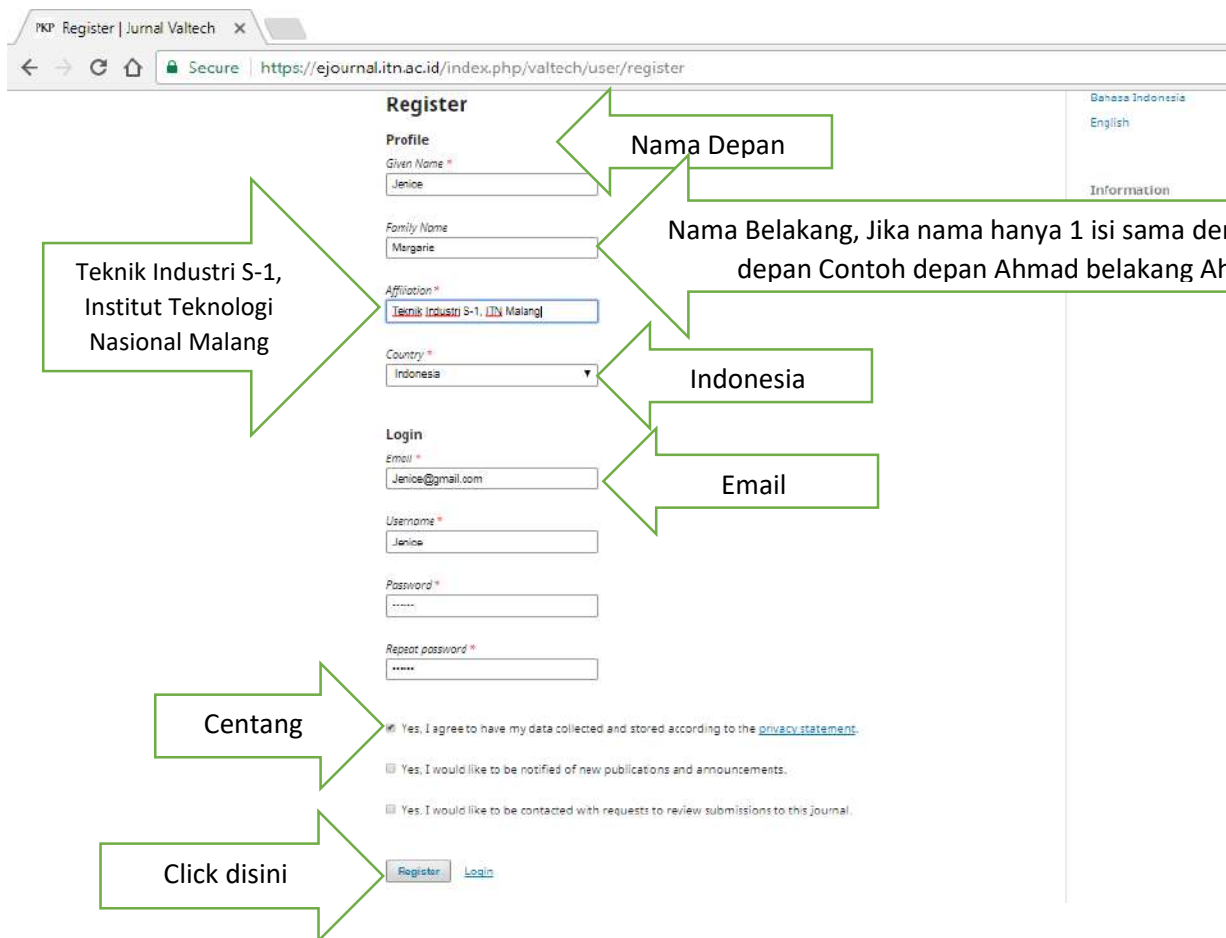 PKP Register | Jurnal Valtech
Secure https://ejournal.itn.ac.id/index.php/valtech/user/register
Register
Bahasa Indonesia
English
Profile
Nama Depan
Given Name *
Jenice
Information
Family Name
Margarie
Nama Belakang, Jika nama hanya 1 isi sama
depan Contoh depan Ahmad belakang
Teknik Industri S-1,
Institut Teknologi
Nasional Malang
Affiliation *
Teknik Industri S-1, ITN Malang
Country *
Indonesia
Indonesia
Login
Email *
Jenice@gmail.com
Email
Username *
Jenice
Password *
Repeat password *
Centang
Yes, I agree to have my data collected and stored according to the privacy statement.
Yes, I would like to be notified of new publications and announcements.
Yes, I would like to be contacted with requests to review submissions to this journal.
Click disini
Register Login